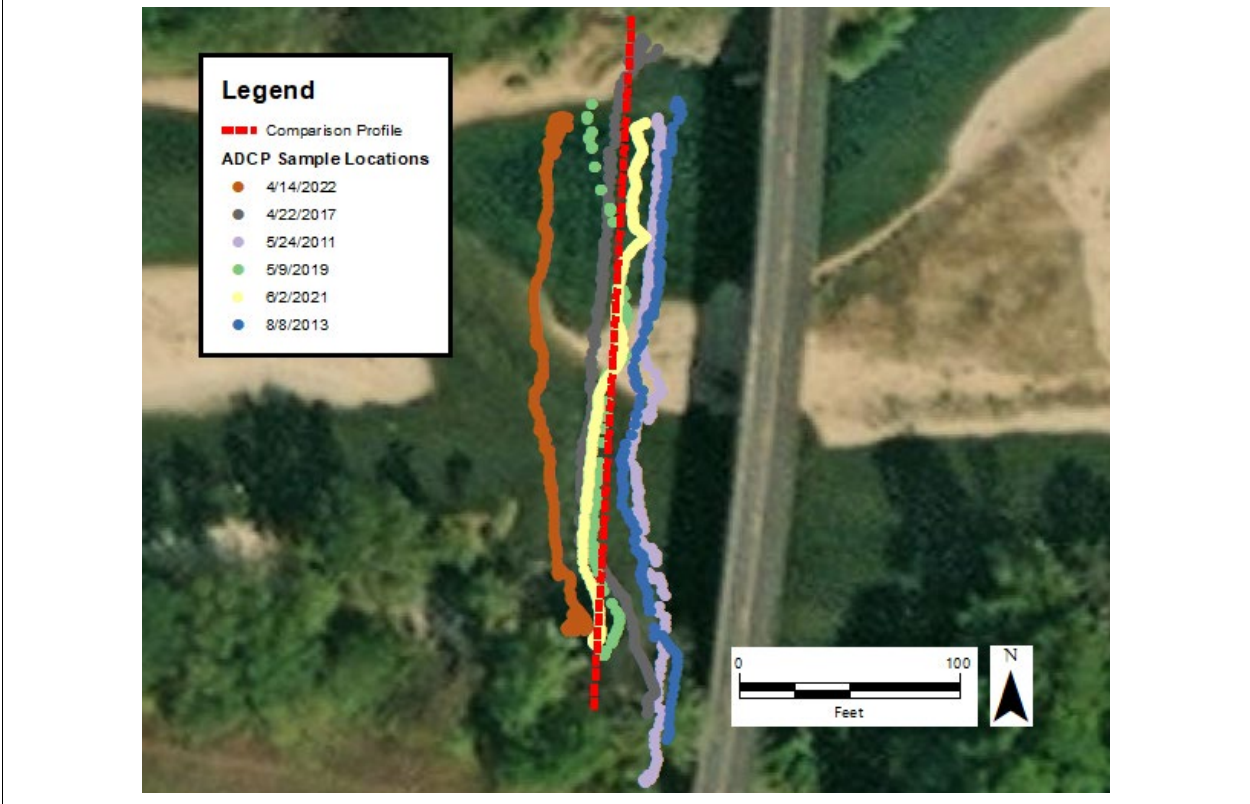 Legend
Comparison Profile
ADCP Sample Locations
4/14/2022
4/22/2017
5/24/2011
5/9/2019
6/2/2021
8/8/2013
0 100
Feet
N